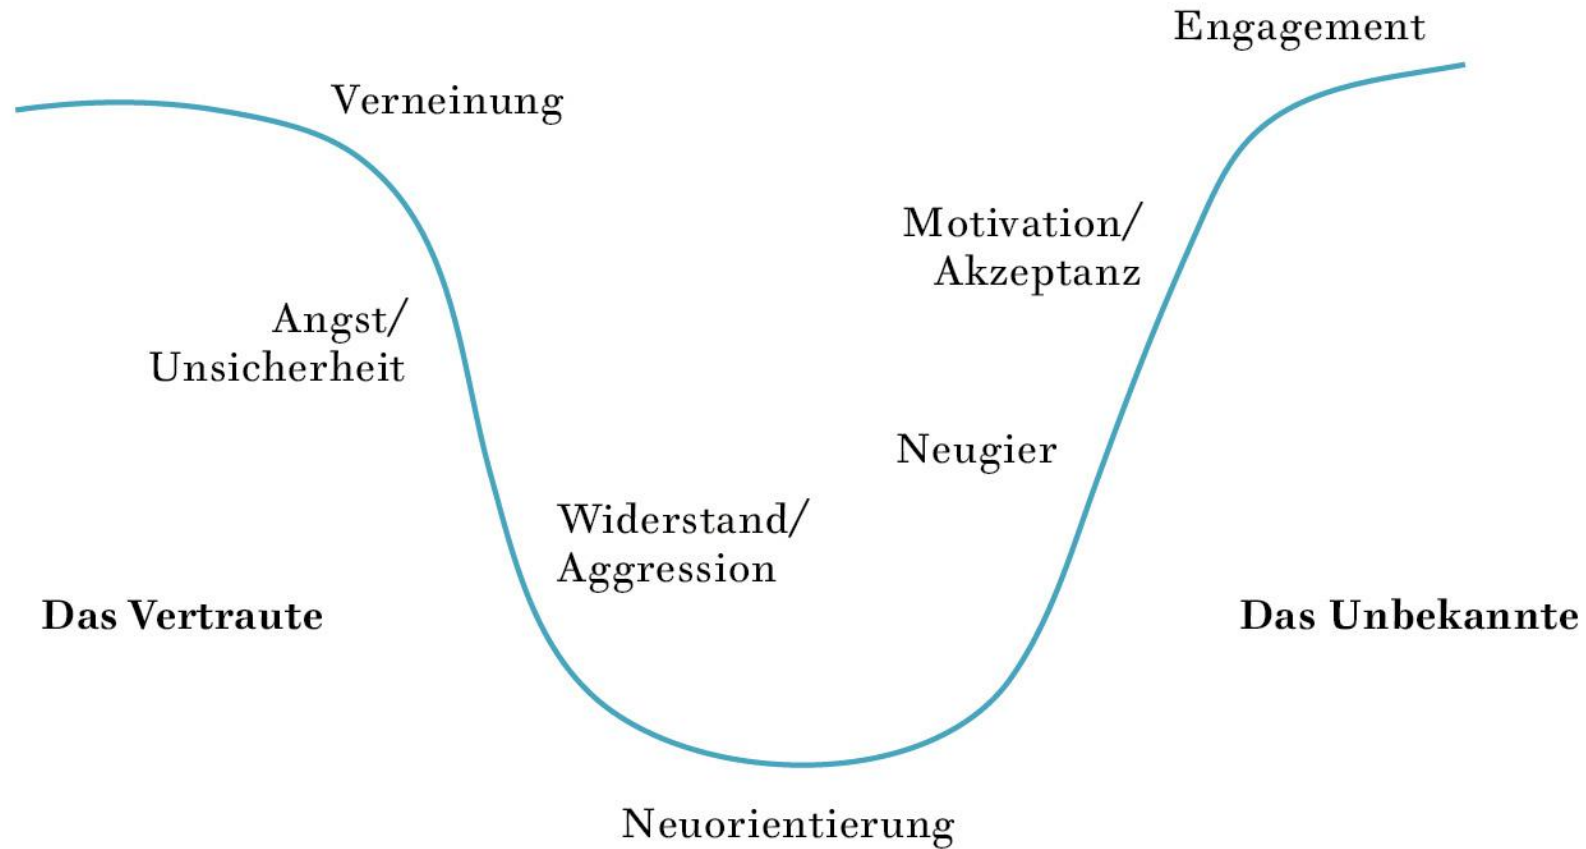 Engagement
Verneinung
Motivation/
Akzeptanz
Angst/
Unsicherheit
Neugier
Widerstand/
Aggression
Das Vertraute
Das Unbekannte
Neuorientierung